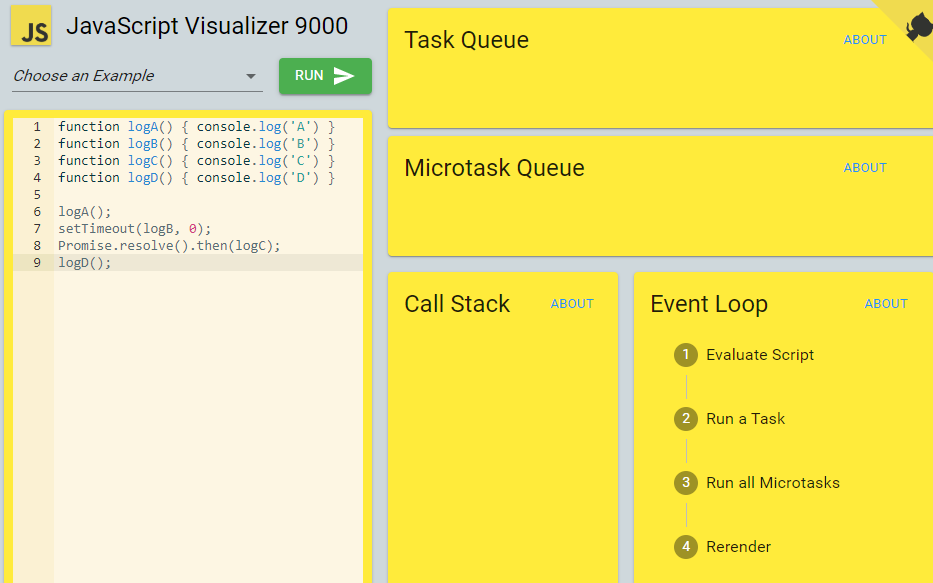 JS JavaScript Visualizer 9000
Choose an Example
RUN
1 function logA() { console.log('A') }
2 function logB() { console.log('B') }
3 function logC() { console.log('C') }
4 function logD() { console.log('D') }
5
6 logA();
7 setTimeout(logB, 0);
8 Promise.resolve().then(logC);
9 logD();
Task Queue
ABOUT
Microtask Queue
ABOUT
Call Stack
ABOUT
Event Loop
ABOUT
1 Evaluate Script
2 Run a Task
3 Run all Microtasks
4 Rerender